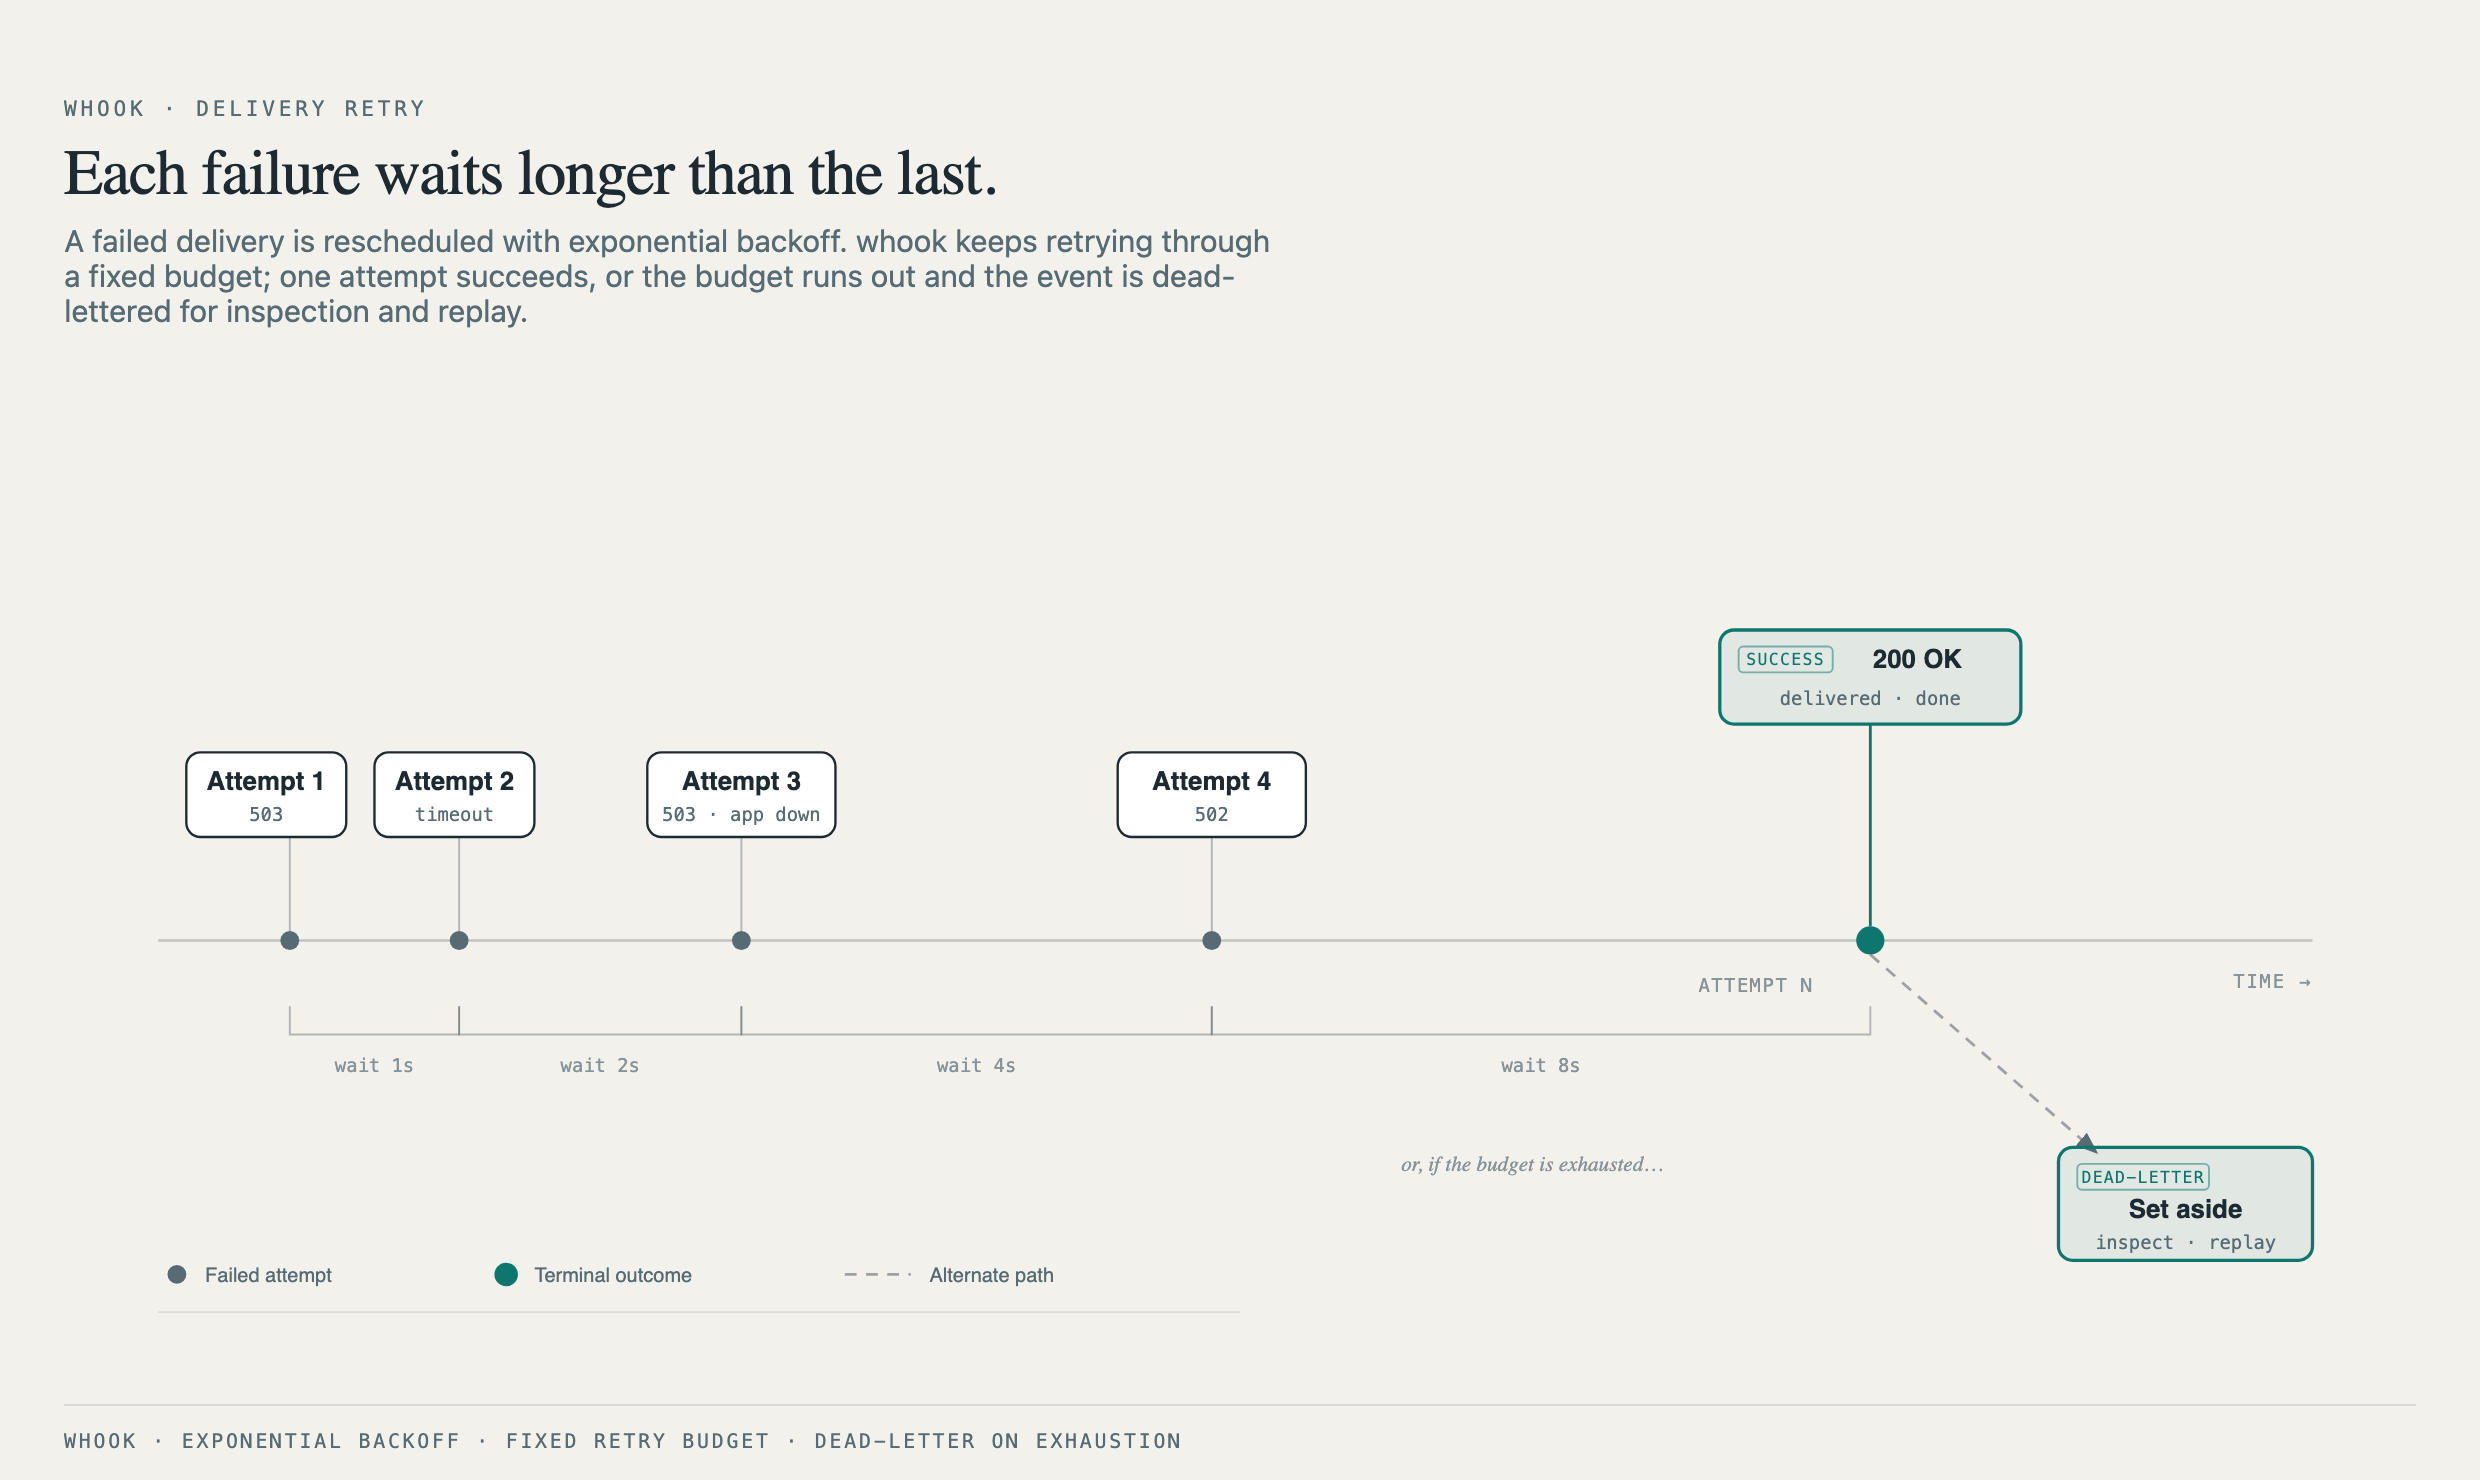 WHOOK · DELIVERY RETRY
Each failure waits longer than the last.
A failed delivery is rescheduled with exponential backoff. whook keeps retrying through
a fixed budget; one attempt succeeds, or the budget runs out and the event is dead-
lettered for inspection and replay.
SUCCESS 200 OK
delivered · done
Attempt 1
503
Attempt 2
timeout
Attempt 3
503 · app down
Attempt 4
502
ATTEMPT N
TIME →
wait 1s
wait 2s
wait 4s
wait 8s
or, if the budget is exhausted…
DEAD-LETTER
Set aside
inspect · replay
Failed attempt
Terminal outcome
Alternate path
WHOOK · EXPONENTIAL BACKOFF · FIXED RETRY BUDGET · DEAD-LETTER ON EXHAUSTION